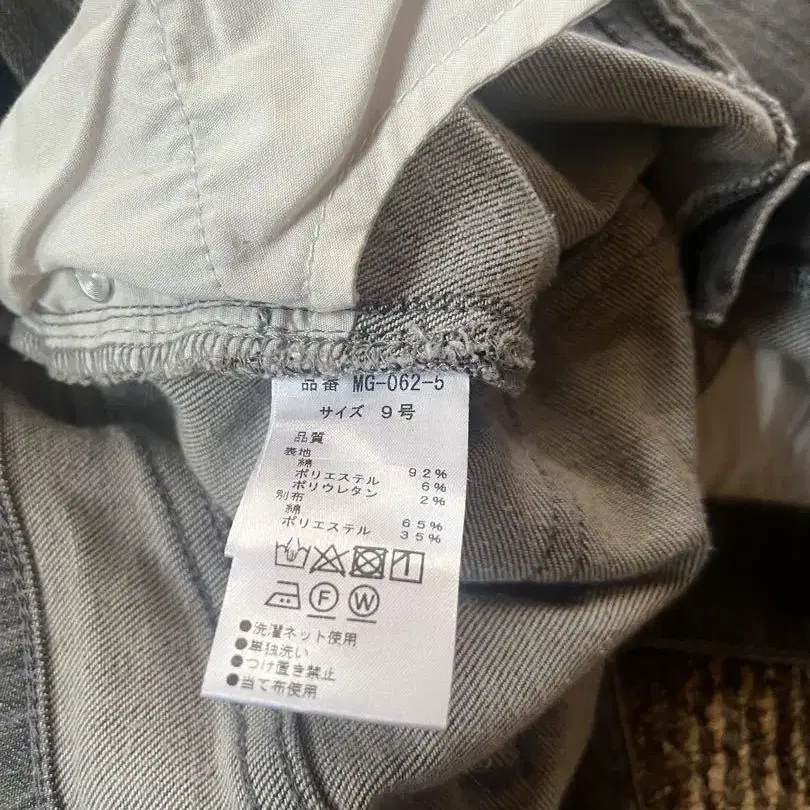 品番 MG-062-5
サイズ 9号
品質
表地
綿 92%
ポリエステル 6%
ポリウレタン 2%
別布
綿 65%
ポリエステル 35%
F W
●洗濯ネット使用
●単独洗い
●つけ置き禁止
●当て布使用